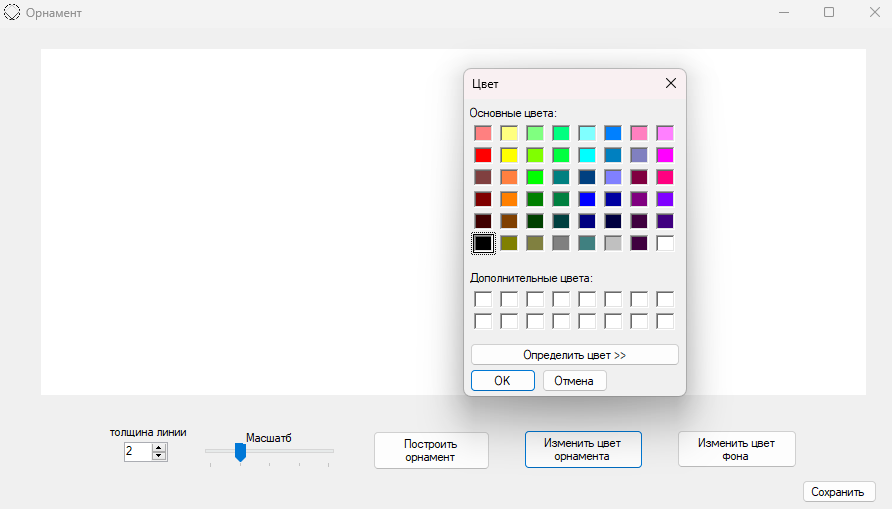 Орнамент
Цвет
Основные цвета:
Дополнительные цвета:
Определить цвет >>
OK
Отмена
толщина линии
2
Масшатб
Построить
орнамент
Изменить цвет
орнамента
Изменить цвет
фона
Сохранить